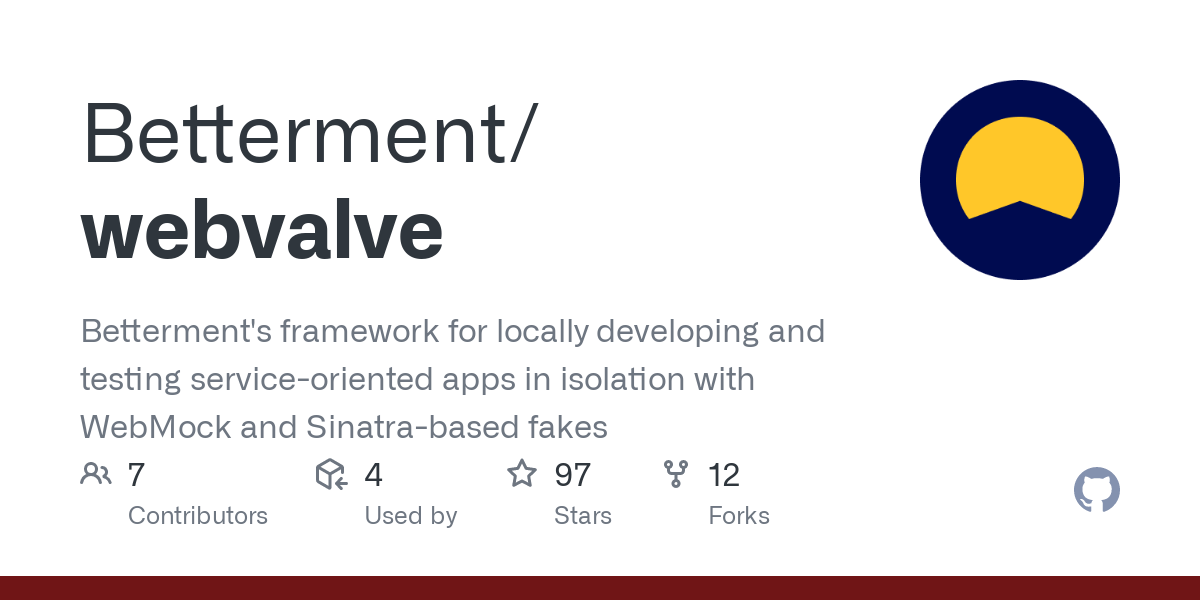 Betterment/
webvalve
Betterment's framework for locally developing and
testing service-oriented apps in isolation with
WebMock and Sinatra-based fakes
7 4 97 12
Contributors Used by Stars Forks